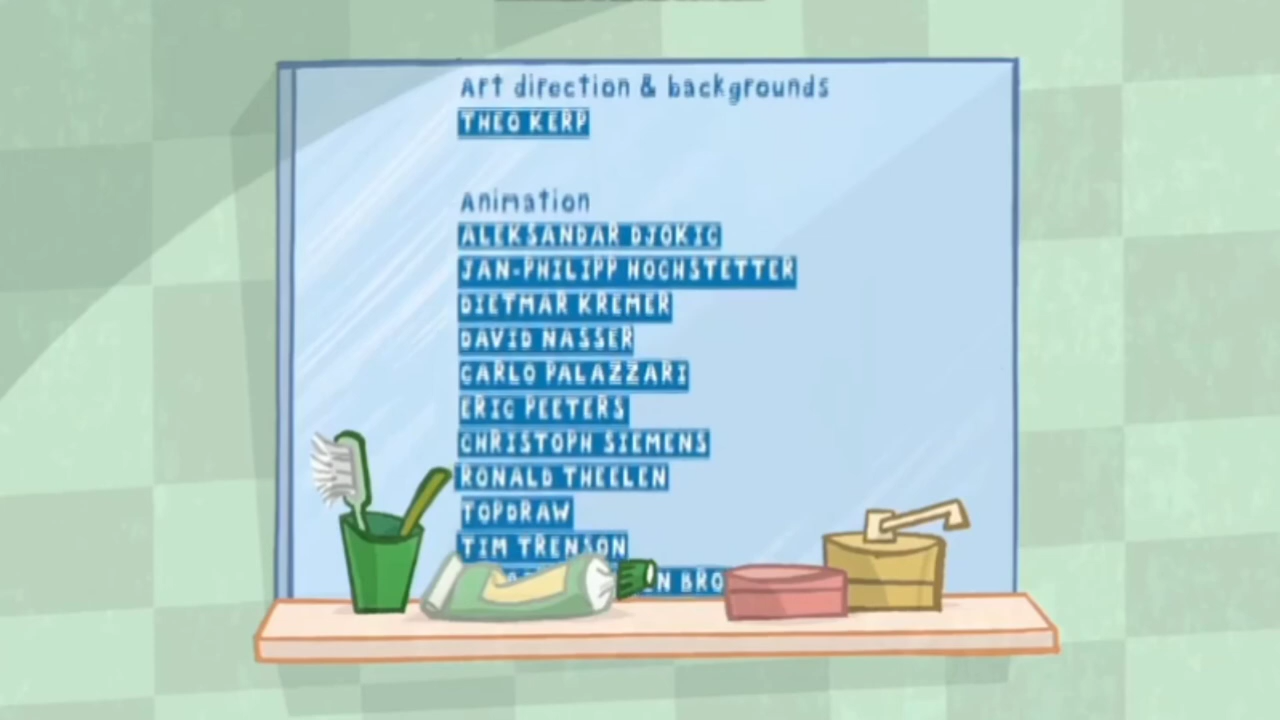 Art direction & backgrounds
THEO KERP
Animation
ALEKSANDAR DJOKIC
JAN-PHILIPP HOCHSTETTER
DIETMAR KREMER
DAVID NASSER
CARLO PALAZZARI
ERIC PEETERS
CHRISTOPH SIEMENS
RONALD THEELEN
TOPDRAW
TIM TRENSON